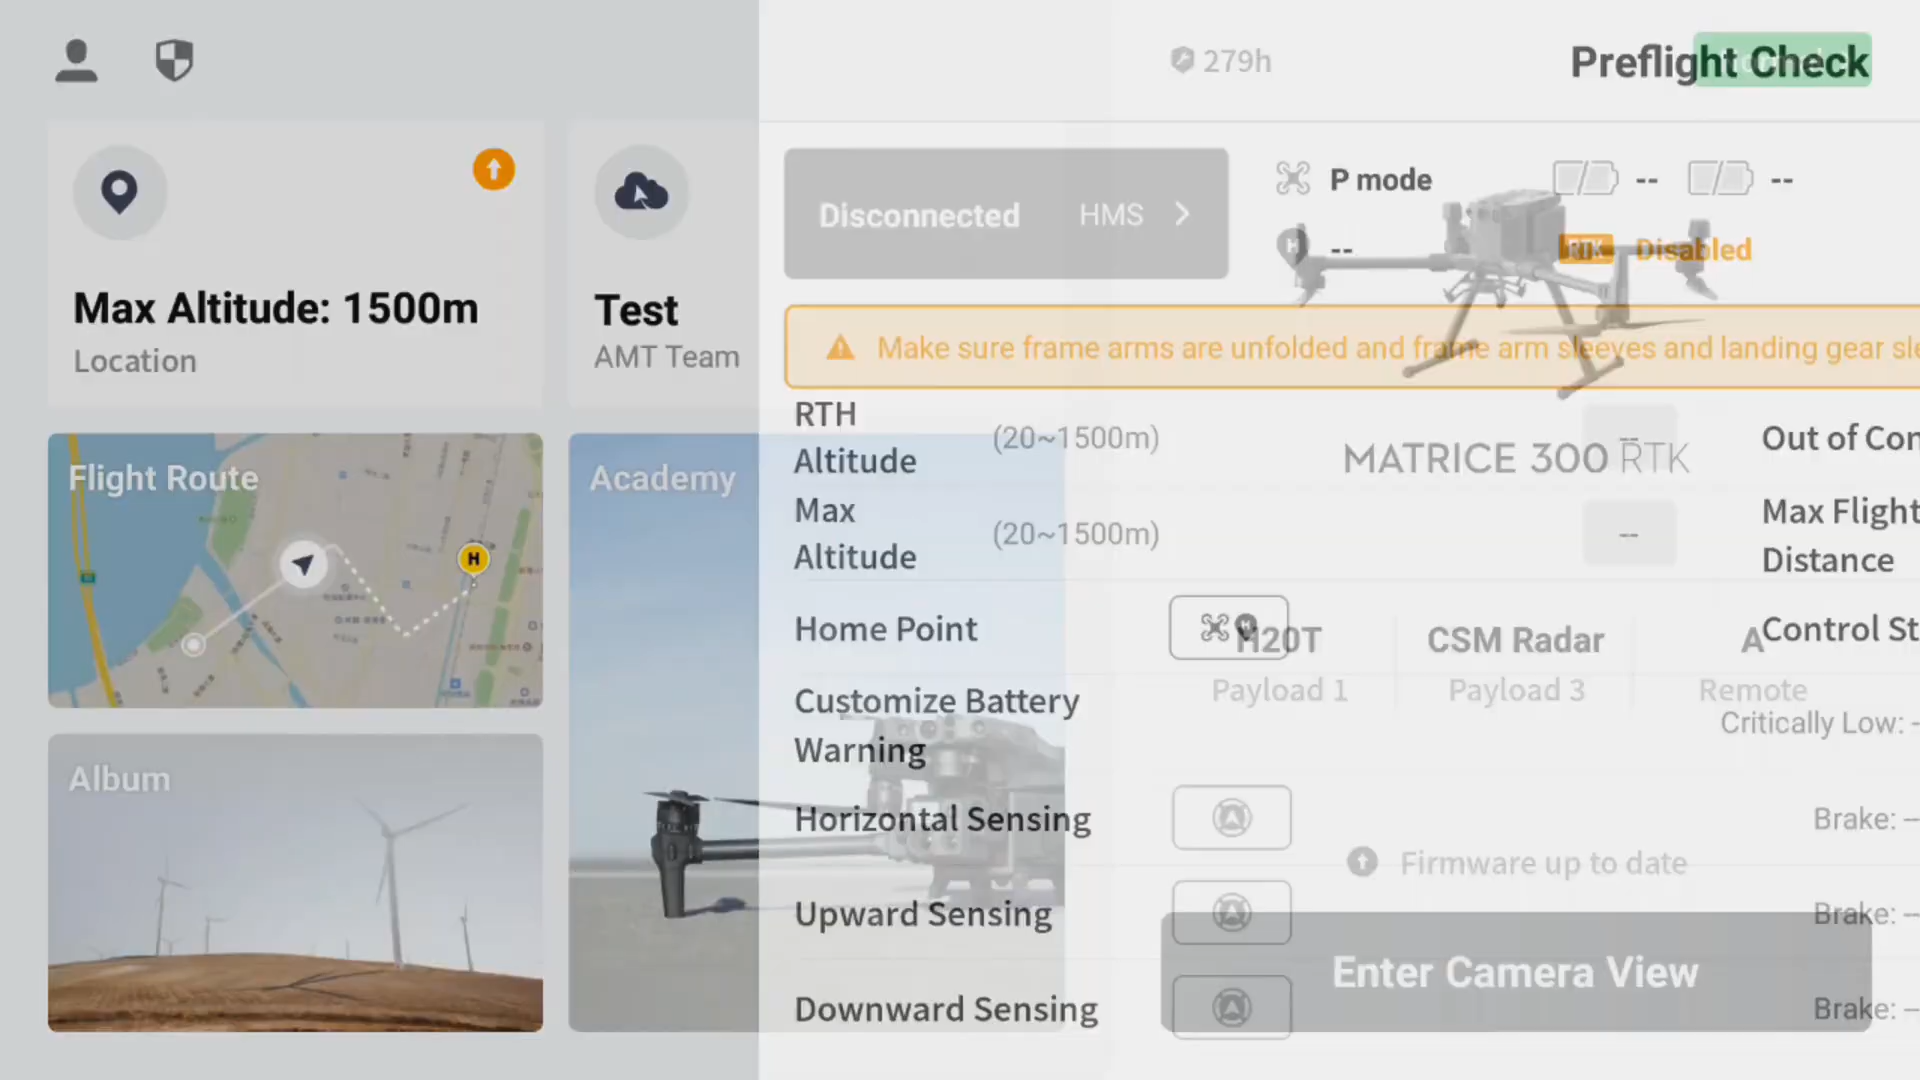 279h
Preflight Check
Max Altitude: 1500m
Location
Test
AMT Team
Flight Route
H
Academy
Album
Disconnected
HMS
P mode
--
--
H
--
RTK
Disabled
Make sure frame arms are unfolded and frame arm sleeves and landing gear sle
RTH
Altitude
(20~1500m)
--
Out of Con
MATRICE 300 RTK
Max
Altitude
(20~1500m)
--
Max Flight
Distance
Home Point
H
Control St
H20T
Payload 1
CSM Radar
Payload 3
A
Remote
Customize Battery
Warning
Critically Low: -
Horizontal Sensing
Brake: --
Firmware up to date
Upward Sensing
Brake: --
Enter Camera View
Downward Sensing
Brake: --